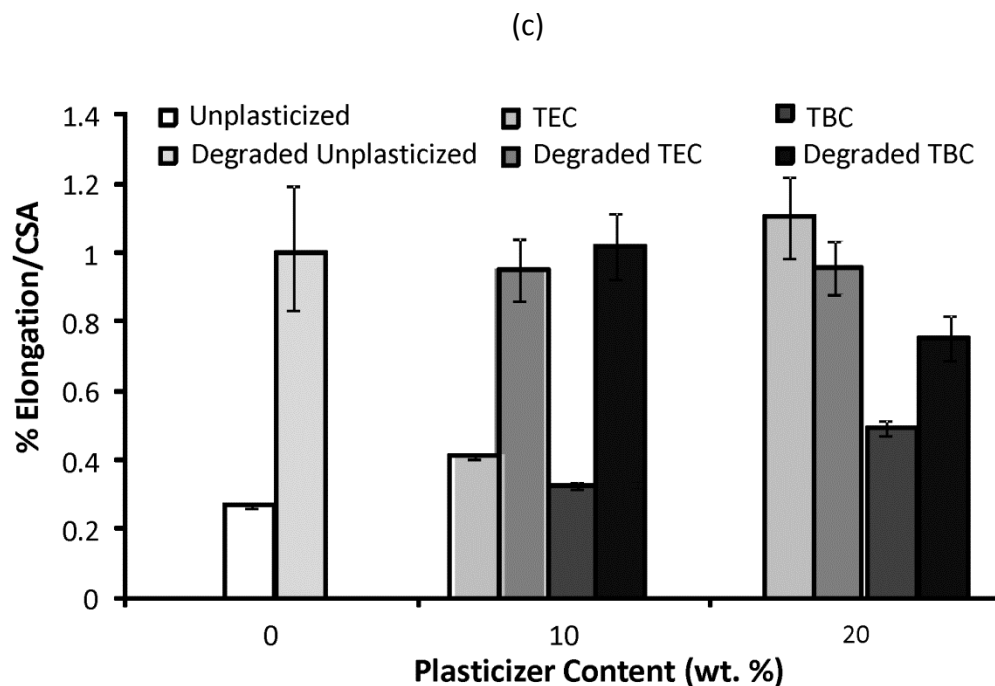 (c)
1.4
1.2
1
0.8
0.6
0.4
0.2
0
% Elongation/CSA
Unplasticized
TEC
TBC
Degraded Unplasticized
Degraded TEC
Degraded TBC
0
10
20
Plasticizer Content (wt. %)